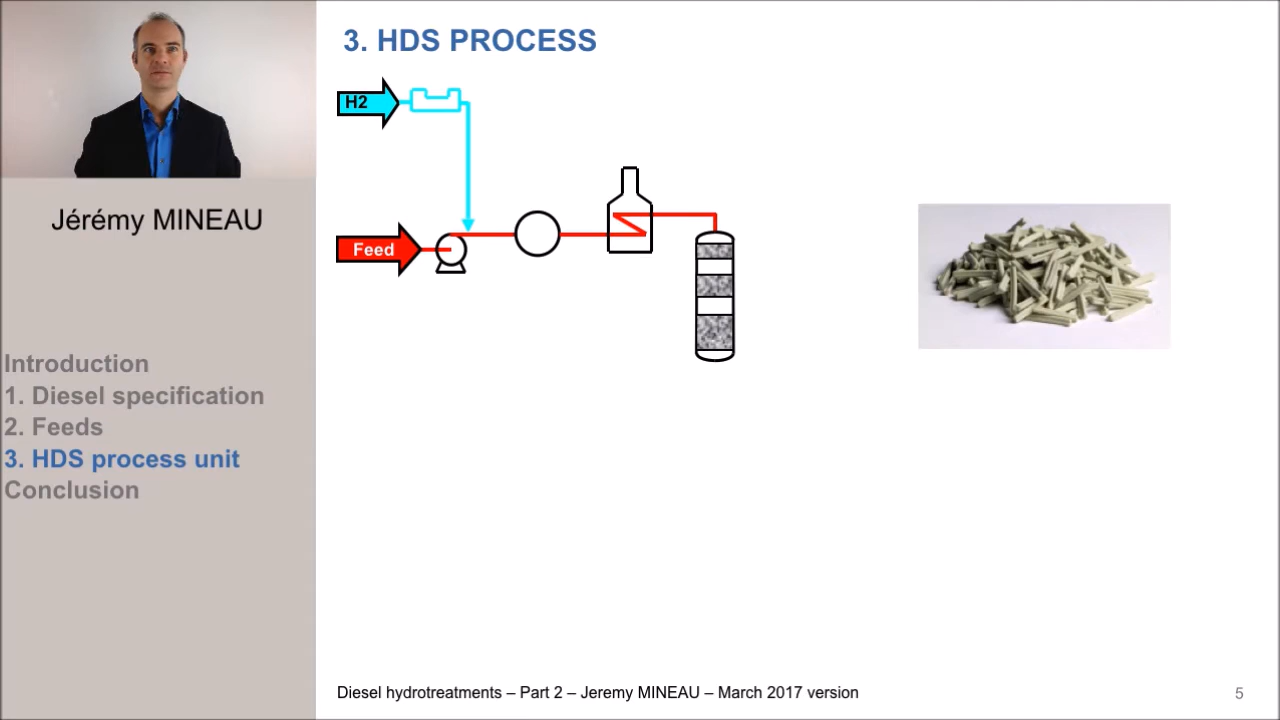 3. HDS PROCESS
H2
Feed
Jérémy MINEAU
Introduction
1. Diesel specification
2. Feeds
3. HDS process unit
Conclusion
Diesel hydrotreatments – Part 2 – Jeremy MINEAU – March 2017 version
5